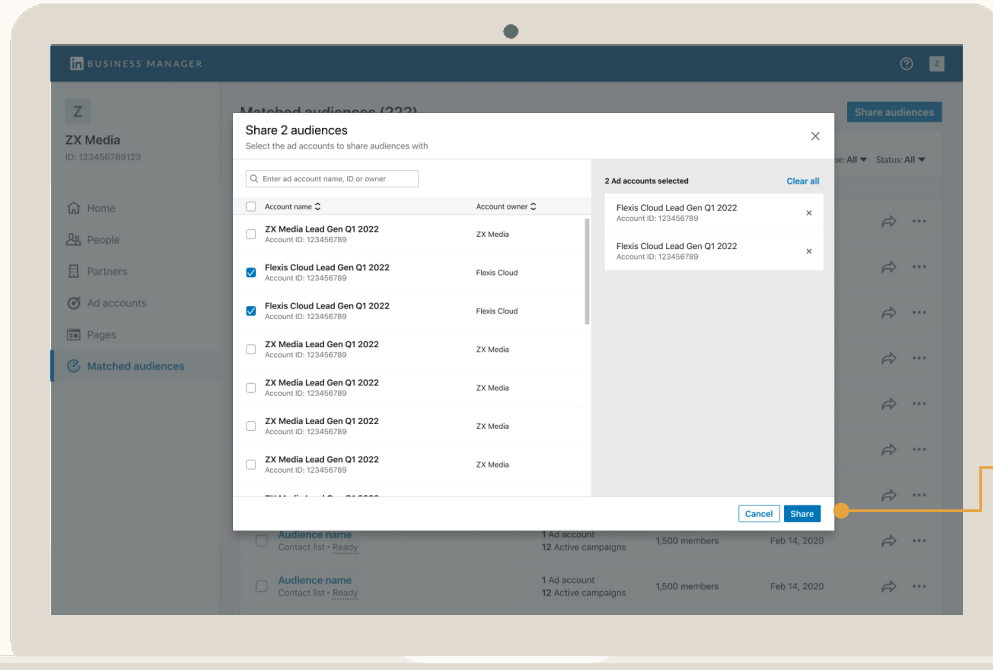 in BUSINESS MANAGER
Z
Z
ZX Media
ID: 123456789123
Home
People
Partners
Ad accounts
Pages
Matched audiences
Matched audiences (222)
Share audiences
All ▼ Status: All ▼
Share 2 audiences
Select the ad accounts to share audiences with
Enter ad account name, ID or owner
Account name
Account owner
ZX Media Lead Gen Q1 2022
Account ID: 123456789
ZX Media
Flexis Cloud Lead Gen Q1 2022
Account ID: 123456789
Flexis Cloud
Flexis Cloud Lead Gen Q1 2022
Account ID: 123456789
Flexis Cloud
ZX Media Lead Gen Q1 2022
Account ID: 123456789
ZX Media
ZX Media Lead Gen Q1 2022
Account ID: 123456789
ZX Media
ZX Media Lead Gen Q1 2022
Account ID: 123456789
ZX Media
ZX Media Lead Gen Q1 2022
Account ID: 123456789
ZX Media
2 Ad accounts selected
Clear all
Flexis Cloud Lead Gen Q1 2022
Account ID: 123456789
Flexis Cloud Lead Gen Q1 2022
Account ID: 123456789
Cancel
Share
Audience name
Contact list • Ready
1 Ad account
12 Active campaigns
1,500 members
Feb 14, 2020
Audience name
Contact list • Ready
1 Ad account
12 Active campaigns
1,500 members
Feb 14, 2020